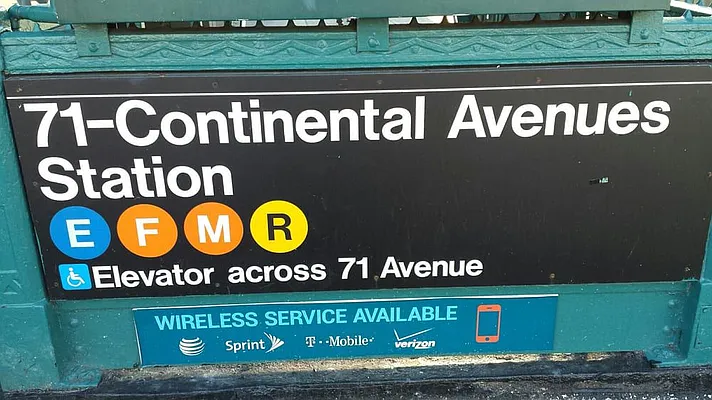 71-Continental Avenues
Station
E F M R
Elevator across 71 Avenue
WIRELESS SERVICE AVAILABLE
Sprint T··Mobile· verizon